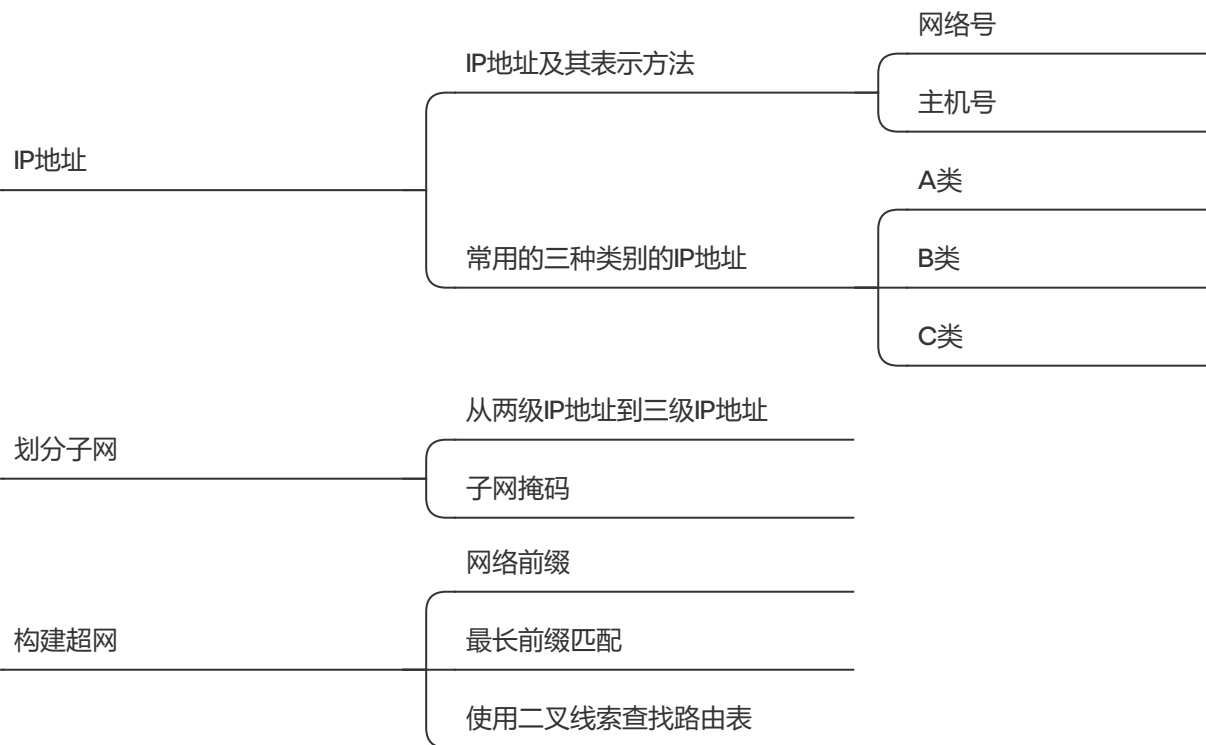 网络号
IP地址及其表示方法
主机号
IP地址
A类
常用的三种类别的IP地址
B类
C类
从两级IP地址到三级IP地址
划分子网
子网掩码
网络前缀
构建超网
最长前缀匹配
使用二叉线索查找路由表